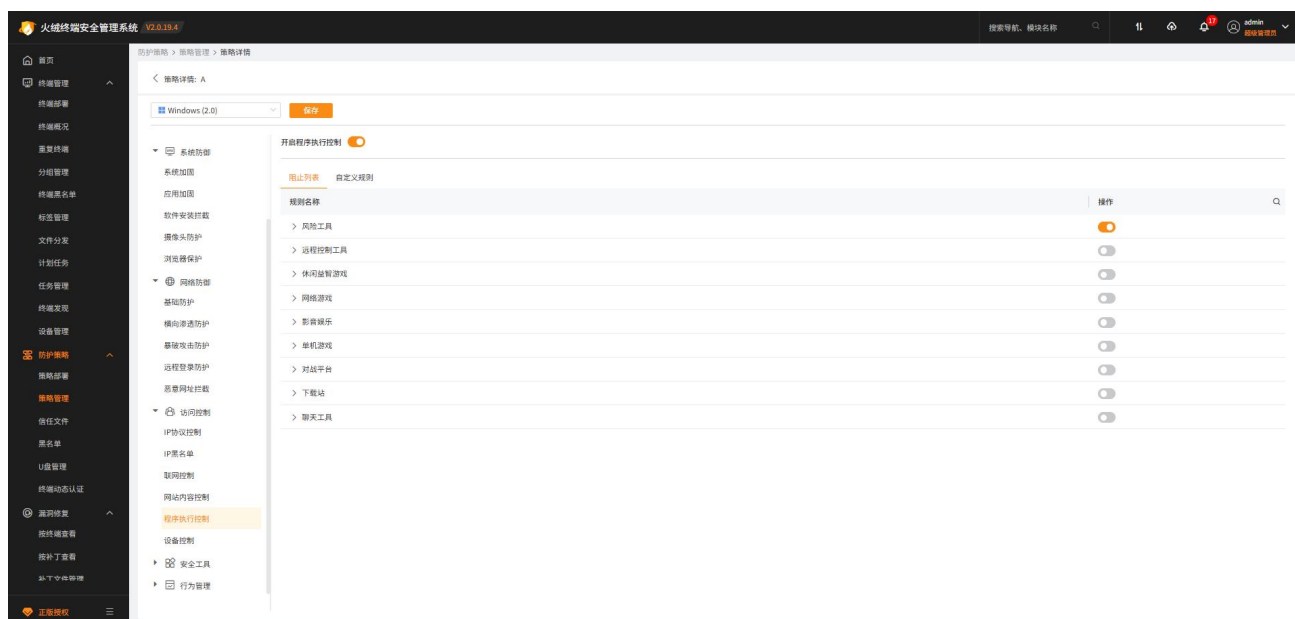 火绒终端安全管理系统 V2.0.19.4
搜索导航、模块名称
17
admin
超级管理员
首页
终端管理
终端部署
终端概况
重复终端
分组管理
终端黑名单
标签管理
文件分发
计划任务
任务管理
终端发现
设备管理
防护策略
策略部署
策略管理
信任文件
黑名单
U盘管理
终端动态认证
漏洞修复
按终端查看
按补丁查看
补丁文件管理
正版授权
防护策略 > 策略管理 > 策略详情
策略详情: A
Windows (2.0)
保存
系统防御
系统加固
应用加固
软件安装拦截
摄像头防护
浏览器保护
网络防御
基础防护
横向渗透防护
暴破攻击防护
远程登录防护
恶意网址拦截
访问控制
IP协议控制
IP黑名单
联网控制
网站内容控制
程序执行控制
设备控制
安全工具
行为管理
开启程序执行控制
阻止列表 自定义规则
规则名称 操作
风险工具
远程控制工具
休闲益智游戏
网络游戏
影音娱乐
单机游戏
对战平台
下载站
聊天工具